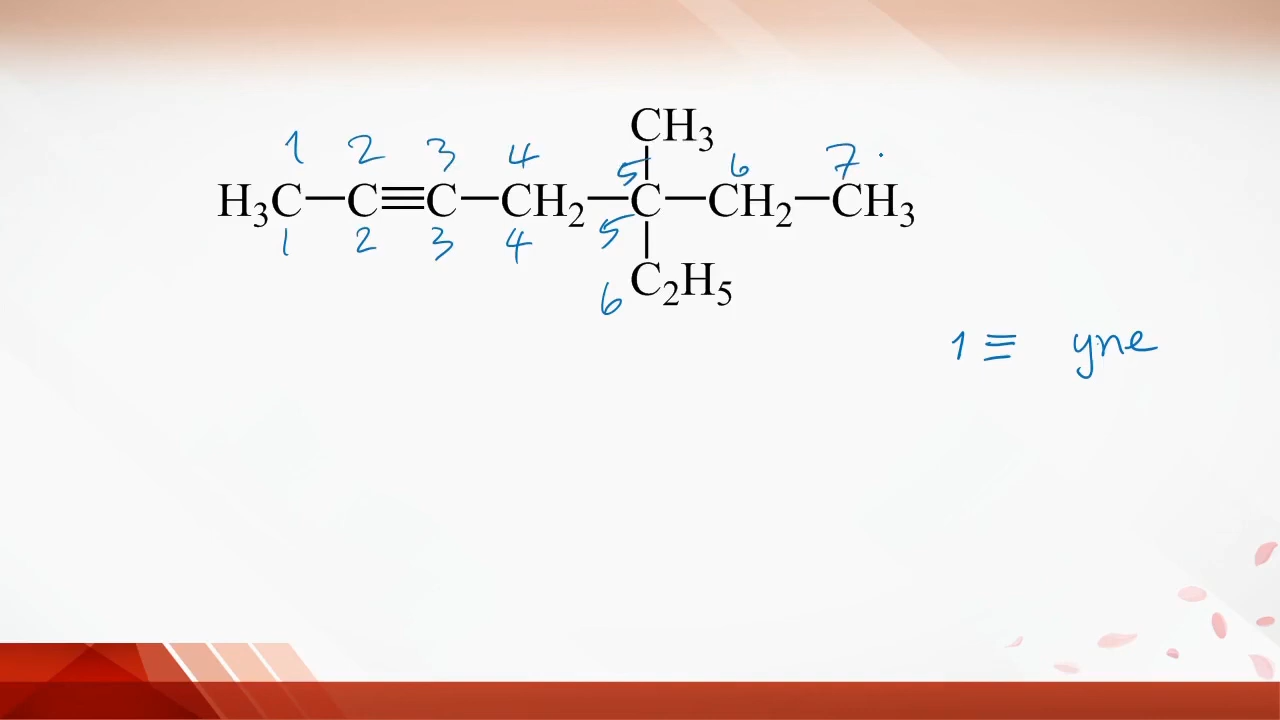 CH₃
1 2 3 4 5 6 7
H₃C—C≡C—CH₂—C—CH₂—CH₃
1 2 3 4 5
6 C₂H₅
1 ≡ yne